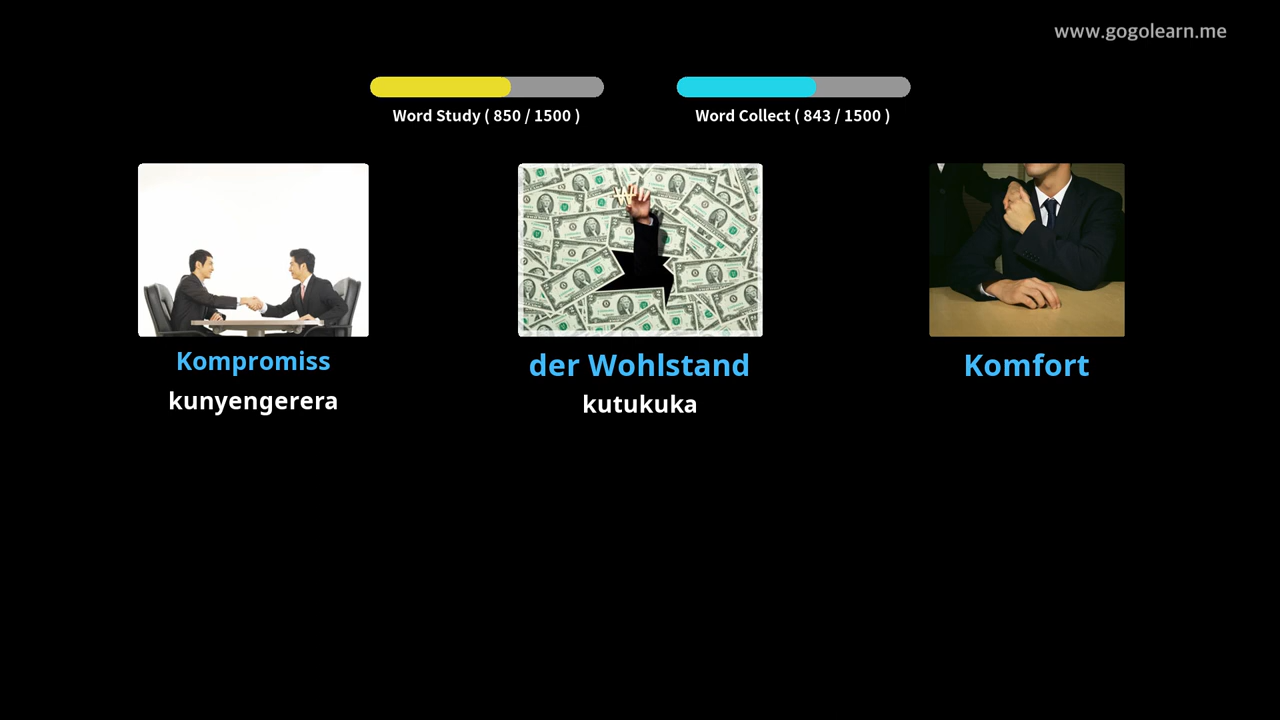 www.gogolearn.me
Word Study ( 850 / 1500 )
Word Collect ( 843 / 1500 )
Kompromiss
kunyengerera
der Wohlstand
kutukuka
Komfort